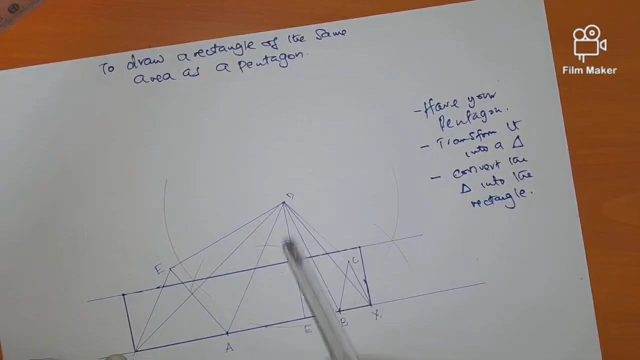 To draw a rectangle of the same
area as a pentagon.
Film Maker
- Have your
Pentagon.
- Transform it
into a Δ
- Convert the
Δ into the
rectangle.
D
E
C
A
E
B
X